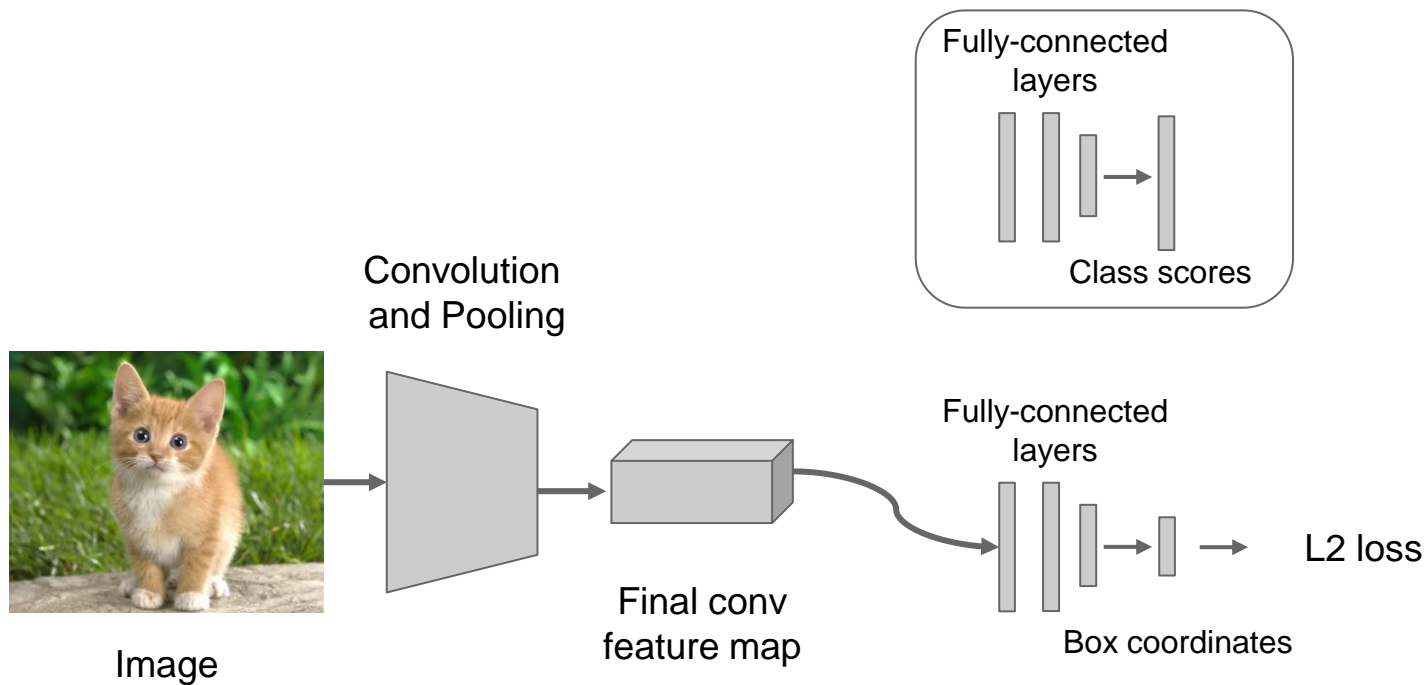 Fully-connected
layers
Class scores
Convolution
and Pooling
Fully-connected
layers
L2 loss
Final conv
feature map
Box coordinates
Image